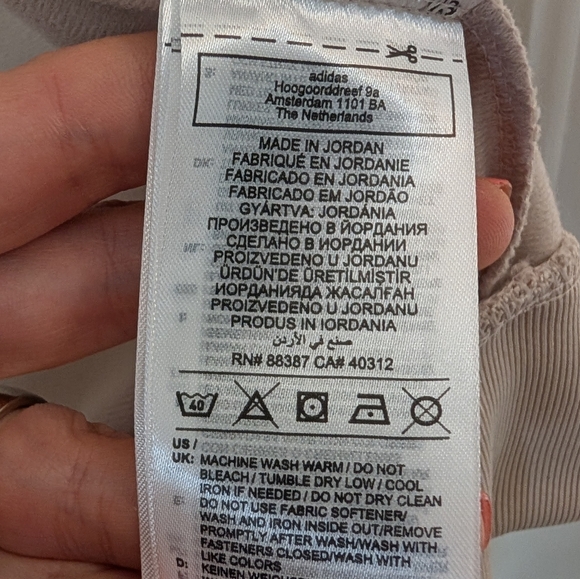 adidas
Hoogoorddreef 9a
Amsterdam 1101 BA
The Netherlands
MADE IN JORDAN
FABRIQUÉ EN JORDANIE
FABRICADO EN JORDANIA
FABRICADO EM JORDÃO
GYÁRTVA: JORDÁNIA
ПРОИЗВЕДЕНО В ЙОРДАНИЯ
СДЕЛАНО В ИОРДАНИИ
PROIZVEDENO U JORDANU
ÜRDÜN'DE ÜRETİLMİSTİR
ИОРДАНИЯДА ЖАСАЛҒАН
PROIZVEDENO U JORDANU
PRODUS IN IORDANIA
صنع في الأردن
RN# 88387 CA# 40312
40
US /
UK: MACHINE WASH WARM / DO NOT
BLEACH / TUMBLE DRY LOW / COOL
IRON IF NEEDED / DO NOT DRY CLEAN
DO NOT USE FABRIC SOFTENER/
WASH AND IRON INSIDE OUT/REMOVE
PROMPTLY AFTER WASH/WASH WITH
FASTENERS CLOSED/WASH WITH
LIKE COLORS
D: KEINEN